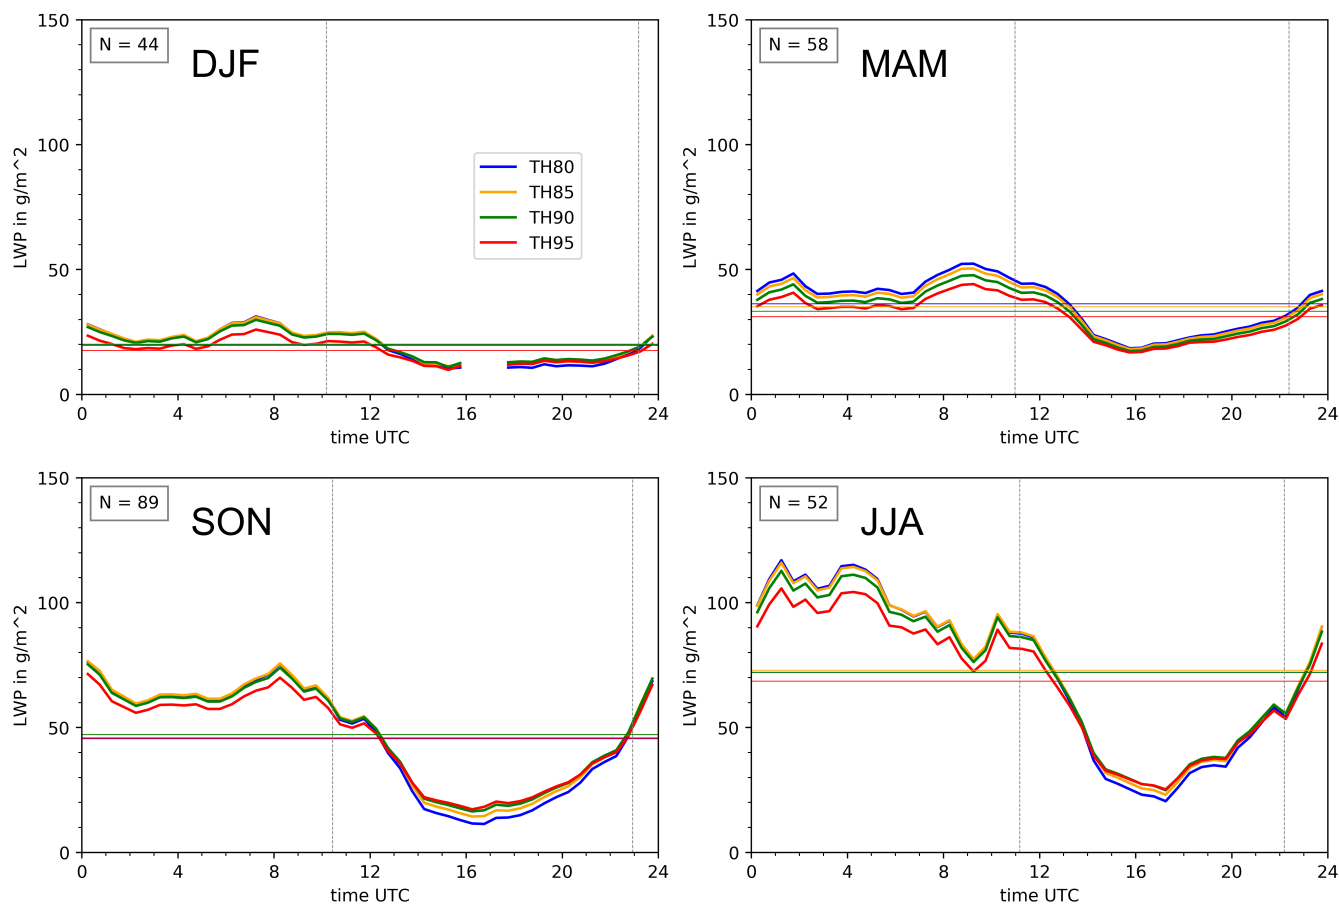 N = 44
DJF
LWP in g/m^2
150
100
50
0
TH80
TH85
TH90
TH95
0 4 8 12 16 20 24
time UTC
N = 58
MAM
LWP in g/m^2
150
100
50
0
0 4 8 12 16 20 24
time UTC
N = 89
SON
LWP in g/m^2
150
100
50
0
0 4 8 12 16 20 24
time UTC
N = 52
JJA
LWP in g/m^2
150
100
50
0
0 4 8 12 16 20 24
time UTC